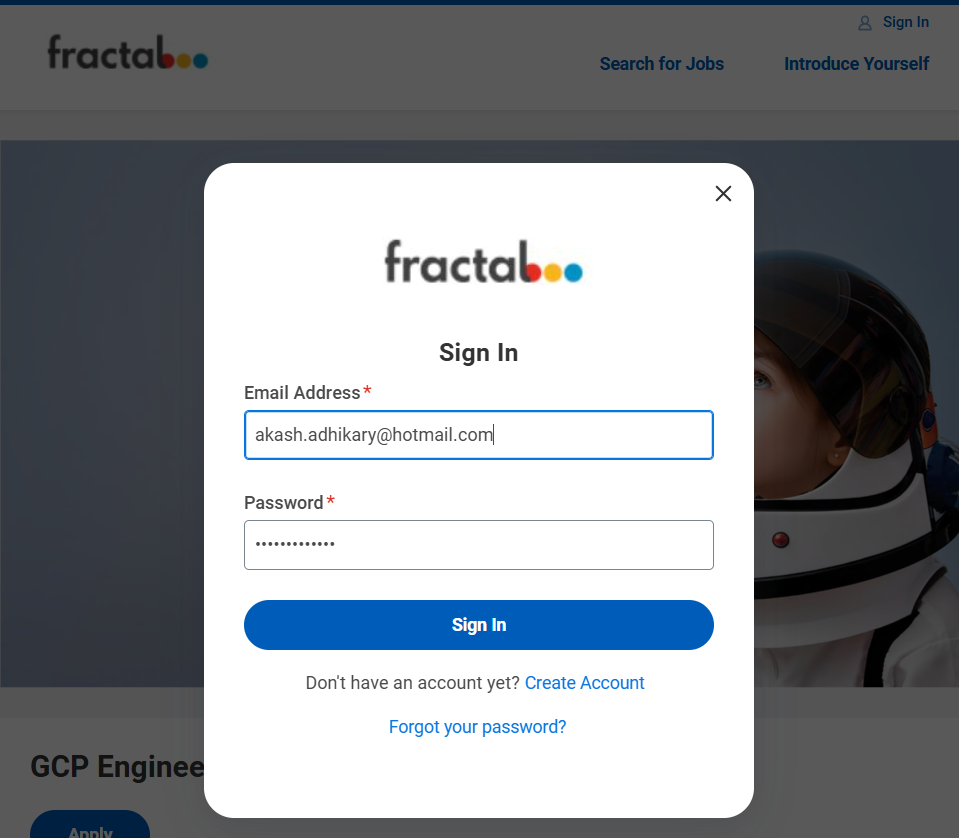 Sign In
fractal
Search for Jobs
Introduce Yourself
fractal
Sign In
Email Address*
akash.adhikary@hotmail.com
Password*
•••••••••••••
Sign In
Don't have an account yet? Create Account
Forgot your password?
GCP Enginee
Apply